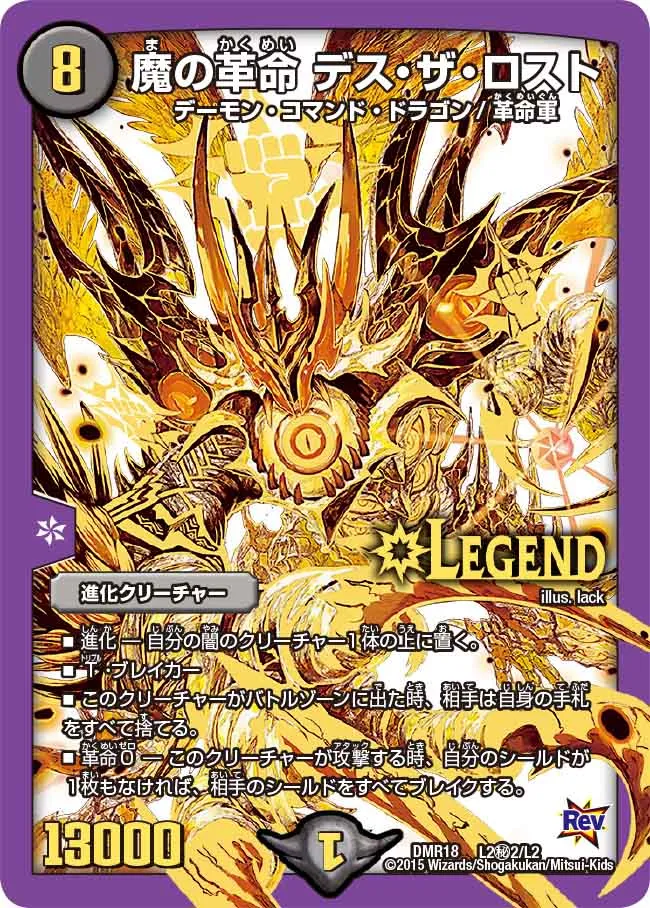 8
魔の革命 デス・ザ・ロスト
デーモン・コマンド・ドラゴン / 革命軍
LEGEND
illus. lack
進化クリーチャー
■ 進化 ― 自分の闇のクリーチャー1体の上に置く。
■ T・ブレイカー
■ このクリーチャーがバトルゾーンに出た時、相手は自身の手札
をすべて捨てる。
■ 革命0 ― このクリーチャーが攻撃する時、自分のシールドが
1枚もなければ、相手のシールドをすべてブレイクする。
13000
1
Rev
DMR18 L2㊙2/L2
©2015 Wizards/Shogakukan/Mitsui-Kids